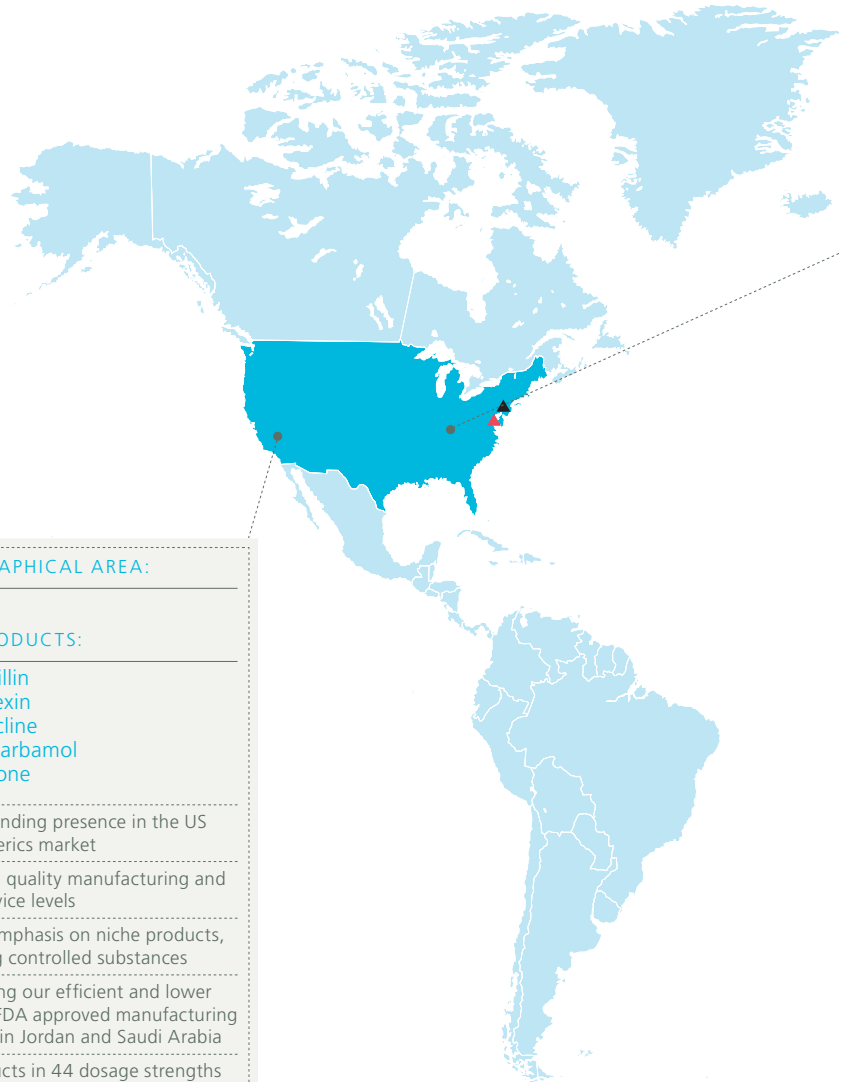 APHICAL AREA:
ODUCTS:
illin
exin
cline
arbamol
one
nding presence in the US
erics market
quality manufacturing and
vice levels
mphasis on niche products,
g controlled substances
ng our efficient and lower
FDA approved manufacturing
in Jordan and Saudi Arabia
ucts in 44 dosage strengths